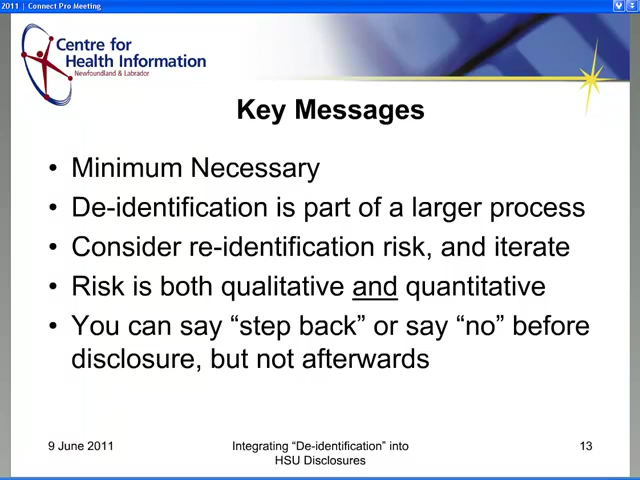 2011 | Connect Pro Meeting
Centre for
Health Information
Newfoundland & Labrador
Key Messages
• Minimum Necessary
• De-identification is part of a larger process
• Consider re-identification risk, and iterate
• Risk is both qualitative and quantitative
• You can say “step back” or say “no” before
disclosure, but not afterwards
9 June 2011
Integrating “De-identification” into
HSU Disclosures
13